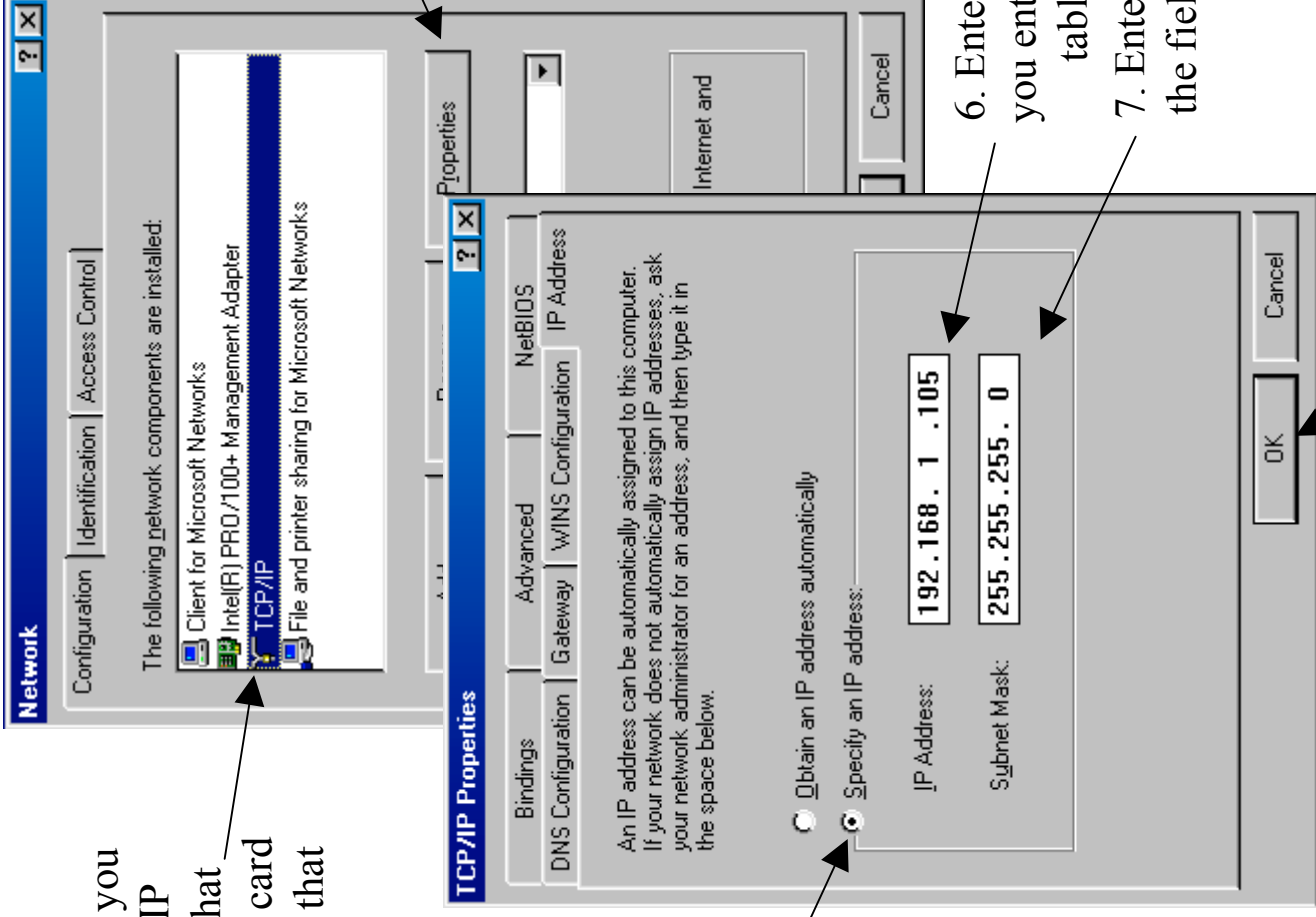 Network
Configuration
Identification
Access Control
The following network components are installed:
Client for Microsoft Networks
Intel(R) PRO/100+ Management Adapter
TCP/IP
File and printer sharing for Microsoft Networks
Properties
Internet and
Cancel
you
IP
hat
card
that
TCP/IP Properties
Bindings
Advanced
NetBIOS
DNS Configuration
Gateway
WINS Configuration
IP Address
An IP address can be automatically assigned to this computer.
If your network does not automatically assign IP addresses, ask
your network administrator for an address, and then type it in
the space below.
Obtain an IP address automatically
Specify an IP address:
IP Address:
192.168. 1 .105
Subnet Mask:
255.255.255. 0
OK
Cancel
6. Ente
you ent
tabl
7. Ente
the fiel